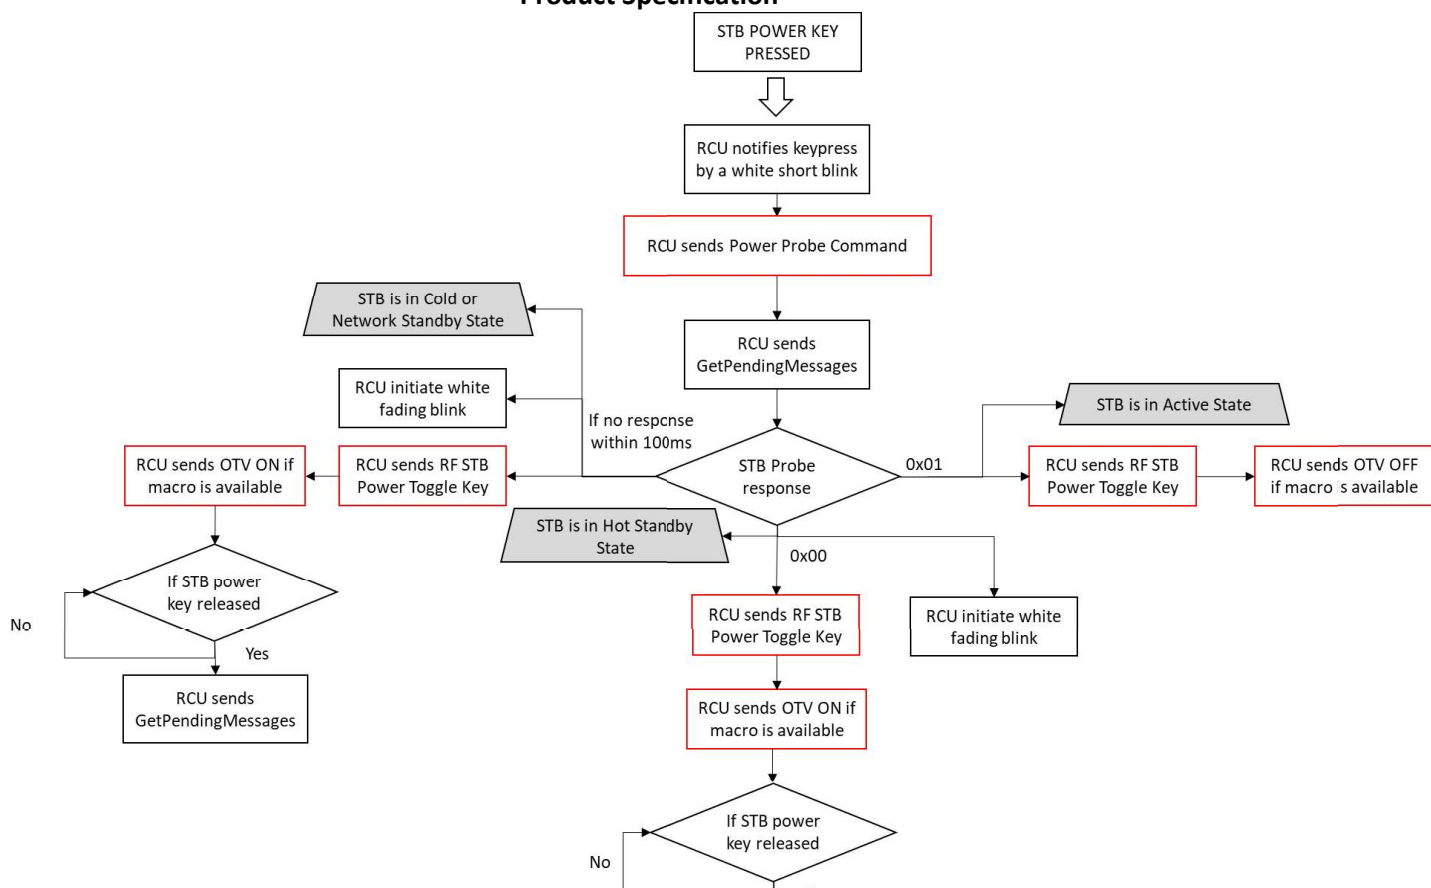 Product Specification
STB POWER KEY
PRESSED
RCU notifies keypress
by a white short blink
RCU sends Power Probe Command
STB is in Cold or
Network Standby State
RCU sends
GetPendingMessages
RCU initiate white
fading blink
If no response
within 100ms
STB is in Active State
RCU sends OTV ON if
macro is available
RCU sends RF STB
Power Toggle Key
STB Probe
response
0x01
RCU sends RF STB
Power Toggle Key
RCU sends OTV OFF
if macro is available
STB is in Hot Standby
State
0x00
If STB power
key released
No
Yes
RCU sends RF STB
Power Toggle Key
RCU initiate white
fading blink
RCU sends
GetPendingMessages
RCU sends OTV ON if
macro is available
If STB power
key released
No